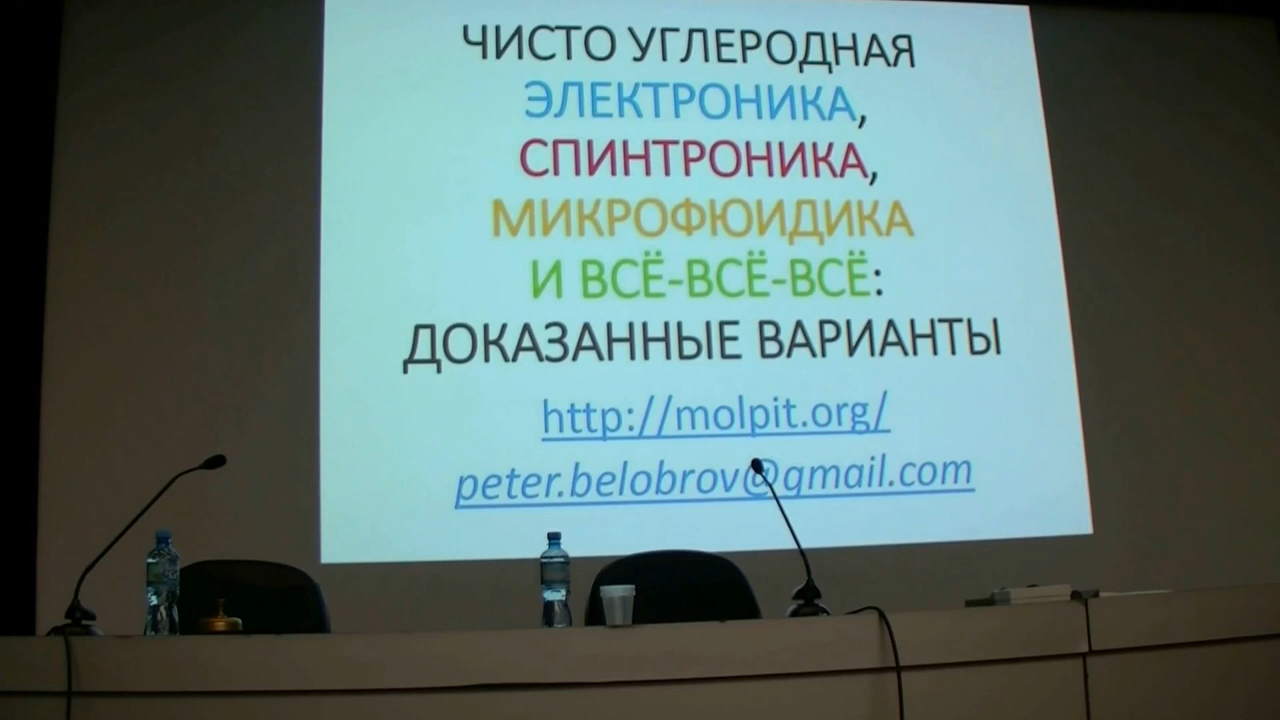 ЧИСТО УГЛЕРОДНАЯ
ЭЛЕКТРОНИКА,
СПИНТРОНИКА,
МИКРОФЮИДИКА
И ВСЁ-ВСЁ-ВСЁ:
ДОКАЗАННЫЕ ВАРИАНТЫ
http://molpit.org/
peter.belobrov@gmail.com